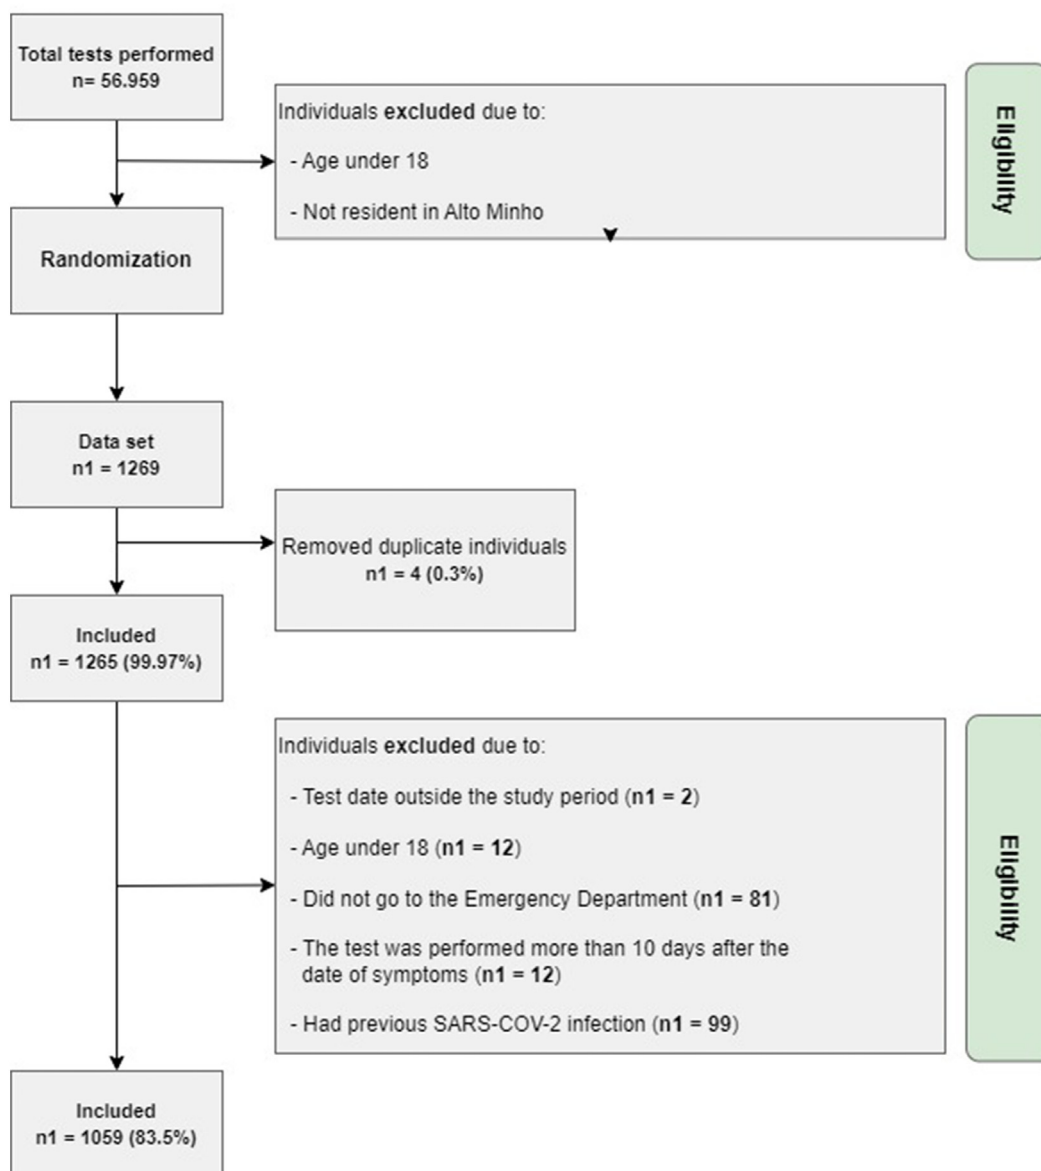 Total tests performed
n= 56.959
Individuals excluded due to:
- Age under 18
- Not resident in Alto Minho
Eligibility
Randomization
Data set
n1 = 1269
Removed duplicate individuals
n1 = 4 (0.3%)
Included
n1 = 1265 (99.97%)
Individuals excluded due to:
- Test date outside the study period (n1 = 2)
- Age under 18 (n1 = 12)
- Did not go to the Emergency Department (n1 = 81)
- The test was performed more than 10 days after the
date of symptoms (n1 = 12)
- Had previous SARS-COV-2 infection (n1 = 99)
Eligibility
Included
n1 = 1059 (83.5%)